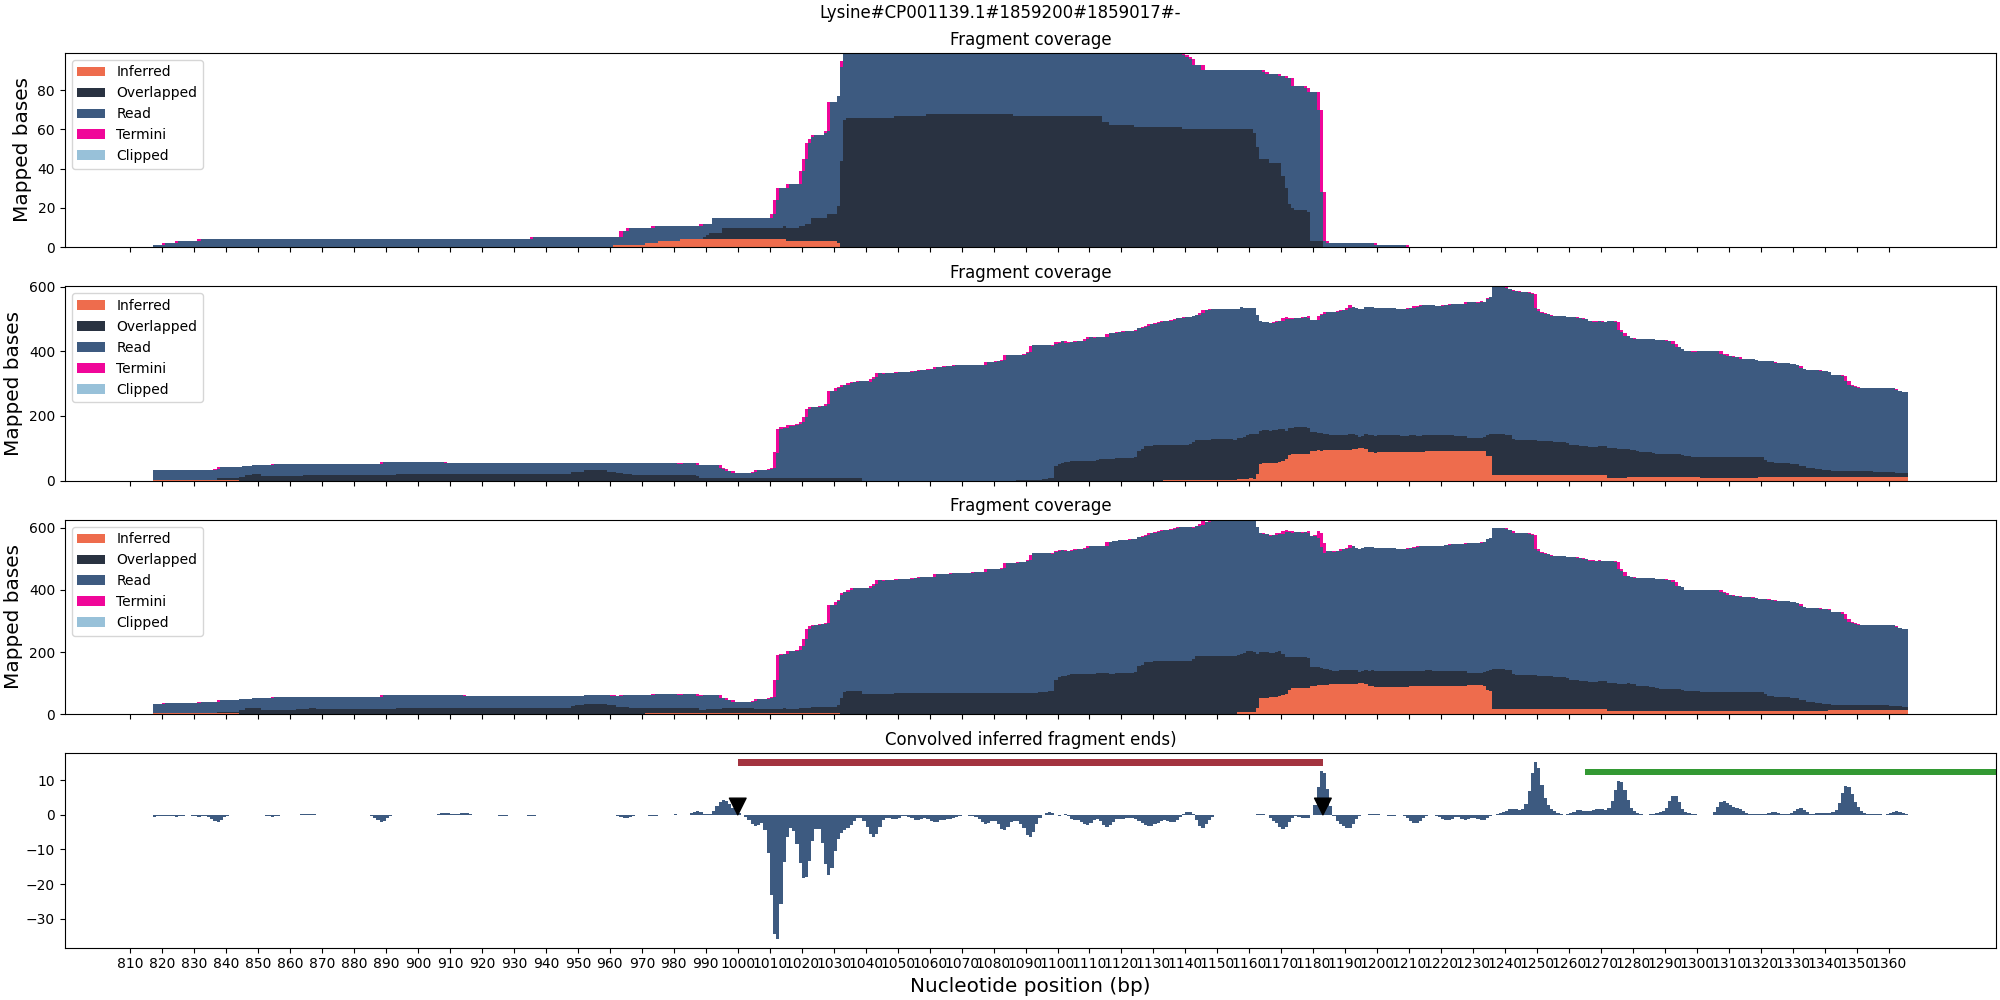 Lysine#CP001139.1#1859200#1859017#-
Fragment coverage
Mapped bases
80
60
40
20
0
Inferred
Overlapped
Read
Termini
Clipped
Fragment coverage
Mapped bases
600
400
200
0
Inferred
Overlapped
Read
Termini
Clipped
Fragment coverage
Mapped bases
600
400
200
0
Inferred
Overlapped
Read
Termini
Clipped
Convolved inferred fragment ends)
10
0
−10
−20
−30
810 820 830 840 850 860 870 880 890 900 910 920 930 940 950 960 970 980 990 1000 1010 1020 1030 1040 1050 1060 1070 1080 1090 1100 1110 1120 1130 1140 1150 1160 1170 1180 1190 1200 1210 1220 1230 1240 1250 1260 1270 1280 1290 1300 1310 1320 1330 1340 1350 1360
Nucleotide position (bp)